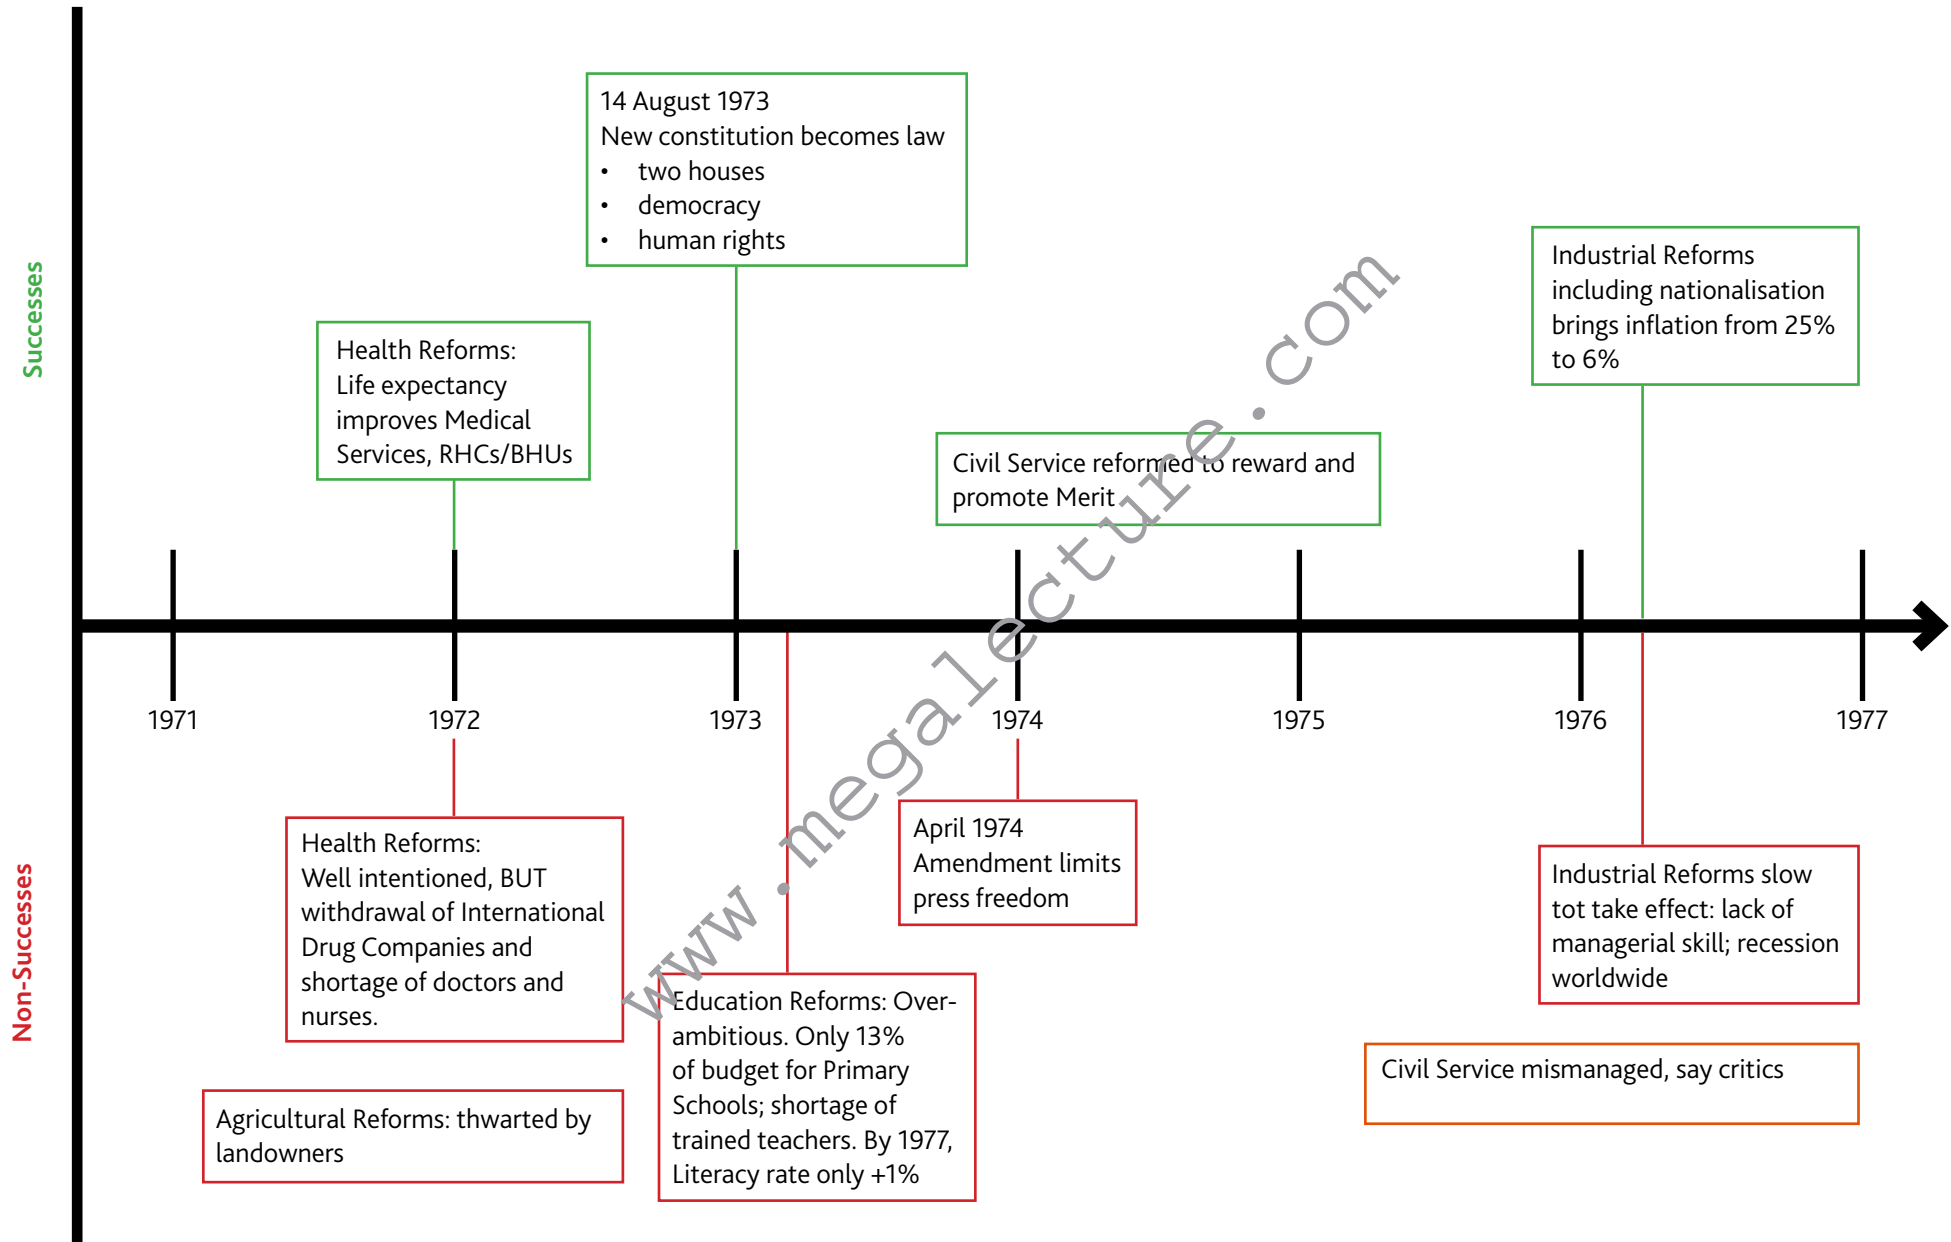 Successes
14 August 1973
New constitution becomes law
• two houses
• democracy
• human rights
Health Reforms:
Life expectancy
improves Medical
Services, RHCs/BHUs
Industrial Reforms
including nationalisation
brings inflation from 25%
to 6%
Civil Service reformed to reward and
promote Merit
1971
1972
1973
1974
1975
1976
1977
Non-Successes
Health Reforms:
Well intentioned, BUT
withdrawal of International
Drug Companies and
shortage of doctors and
nurses.
Agricultural Reforms: thwarted by
landowners
Education Reforms: Over-
ambitious. Only 13%
of budget for Primary
Schools; shortage of
trained teachers. By 1977,
Literacy rate only +1%
April 1974
Amendment limits
press freedom
Industrial Reforms slow
tot take effect: lack of
managerial skill; recession
worldwide
Civil Service mismanaged, say critics
www.megalecture.com